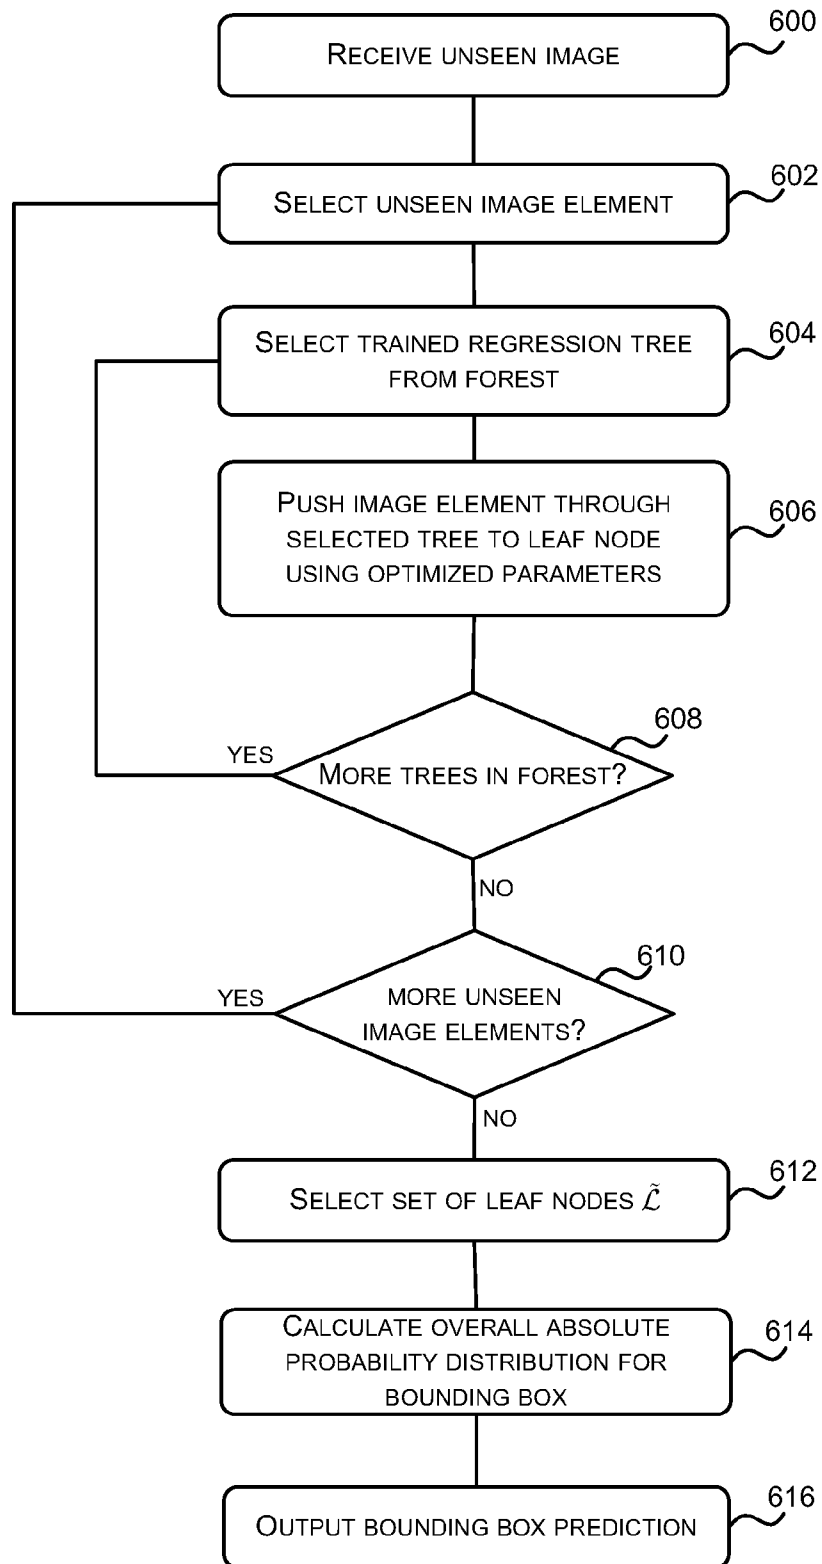 600
RECEIVE UNSEEN IMAGE
602
SELECT UNSEEN IMAGE ELEMENT
604
SELECT TRAINED REGRESSION TREE
FROM FOREST
606
PUSH IMAGE ELEMENT THROUGH
SELECTED TREE TO LEAF NODE
USING OPTIMIZED PARAMETERS
608
YES
MORE TREES IN FOREST?
NO
610
YES
MORE UNSEEN
IMAGE ELEMENTS?
NO
612
SELECT SET OF LEAF NODES ℒ̃
614
CALCULATE OVERALL ABSOLUTE
PROBABILITY DISTRIBUTION FOR
BOUNDING BOX
616
OUTPUT BOUNDING BOX PREDICTION